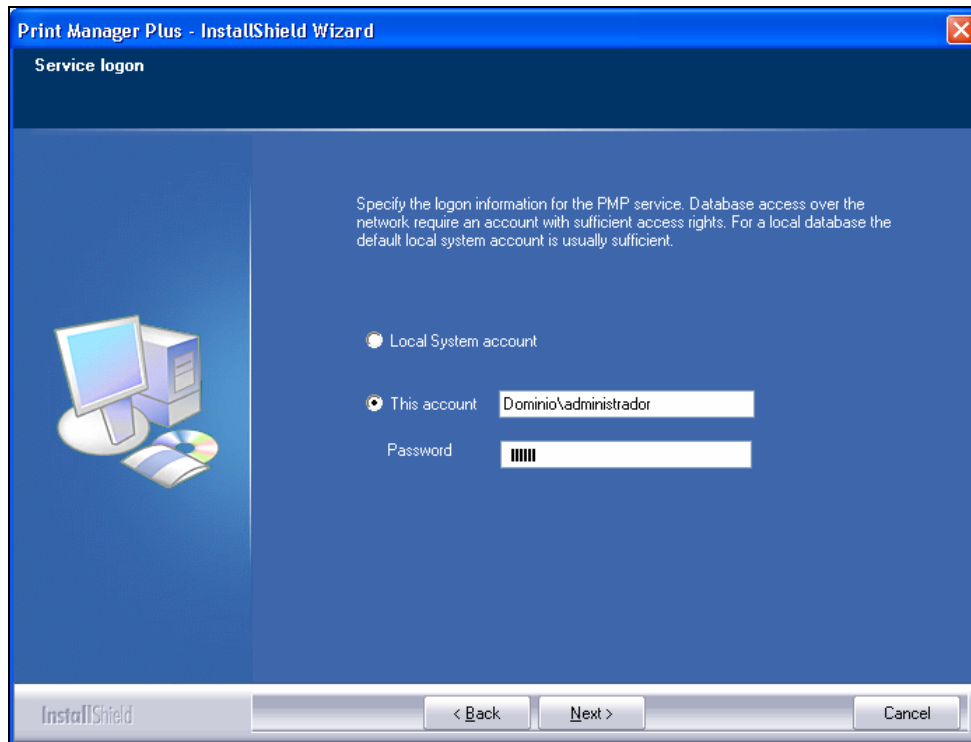 Print Manager Plus - InstallShield Wizard
Service logon
Specify the logon information for the PMP service. Database access over the
network require an account with sufficient access rights. For a local database the
default local system account is usually sufficient.
Local System account
This account Dominio\administrador
Password
InstallShield
< Back Next > Cancel